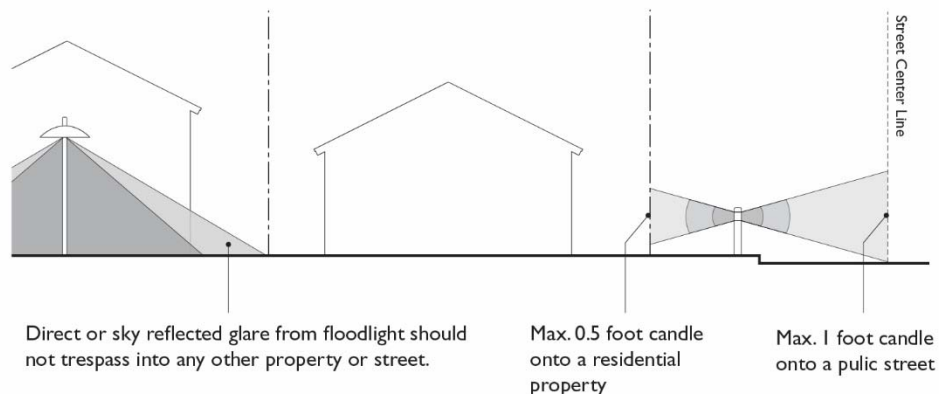 Street Center Line
Direct or sky reflected glare from floodlight should
not trespass into any other property or street.
Max. 0.5 foot candle
onto a residential
property
Max. 1 foot candle
onto a pulic street